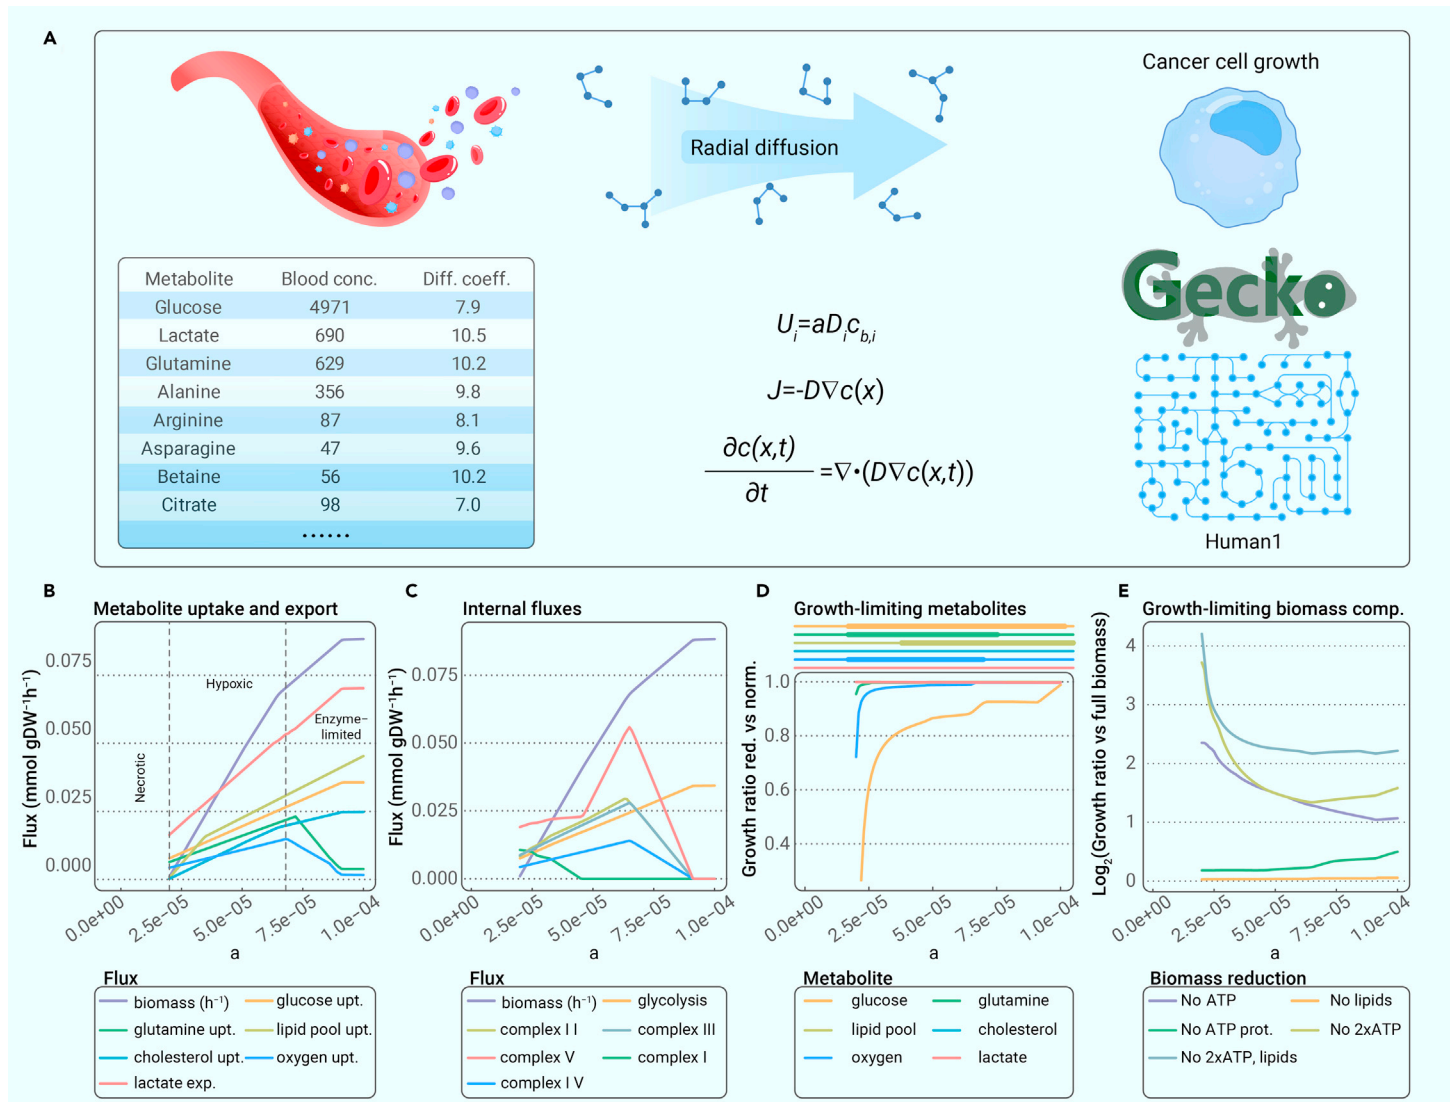 A
Cancer cell growth
Radial diffusion
Metabolite Blood conc. Diff. coeff.
Glucose 4971 7.9
Lactate 690 10.5
Glutamine 629 10.2
Alanine 356 9.8
Arginine 87 8.1
Asparagine 47 9.6
Betaine 56 10.2
Citrate 98 7.0
......
U_i=aD_ic_{b,i}
J=-D∇c(x)
∂c(x,t)
∂t
=∇•(D∇c(x,t))
Gecko
Human1
B
Metabolite uptake and export
Flux (mmol gDW⁻¹h⁻¹)
0.075
0.050
0.025
0.000
Necrotic
Hypoxic
Enzyme-
limited
0.0e+00 2.5e-05 5.0e-05 7.5e-05 1.0e-04
a
Flux
biomass (h⁻¹) glucose upt.
glutamine upt. lipid pool upt.
cholesterol upt. oxygen upt.
lactate exp.
C
Internal fluxes
Flux (mmol gDW⁻¹h⁻¹)
0.075
0.050
0.025
0.000
0.0e+00 2.5e-05 5.0e-05 7.5e-05 1.0e-04
a
Flux
biomass (h⁻¹) glycolysis
complex I I complex III
complex V complex I
complex I V
D
Growth-limiting metabolites
Growth ratio red. vs norm.
1.0
0.8
0.6
0.4
0.0e+00 2.5e-05 5.0e-05 7.5e-05 1.0e-04
a
Metabolite
glucose glutamine
lipid pool cholesterol
oxygen lactate
E
Growth-limiting biomass comp.
Log₂(Growth ratio vs full biomass)
4
3
2
1
0
0.0e+00 2.5e-05 5.0e-05 7.5e-05 1.0e-04
a
Biomass reduction
No ATP No lipids
No ATP prot. No 2xATP
No 2xATP, lipids